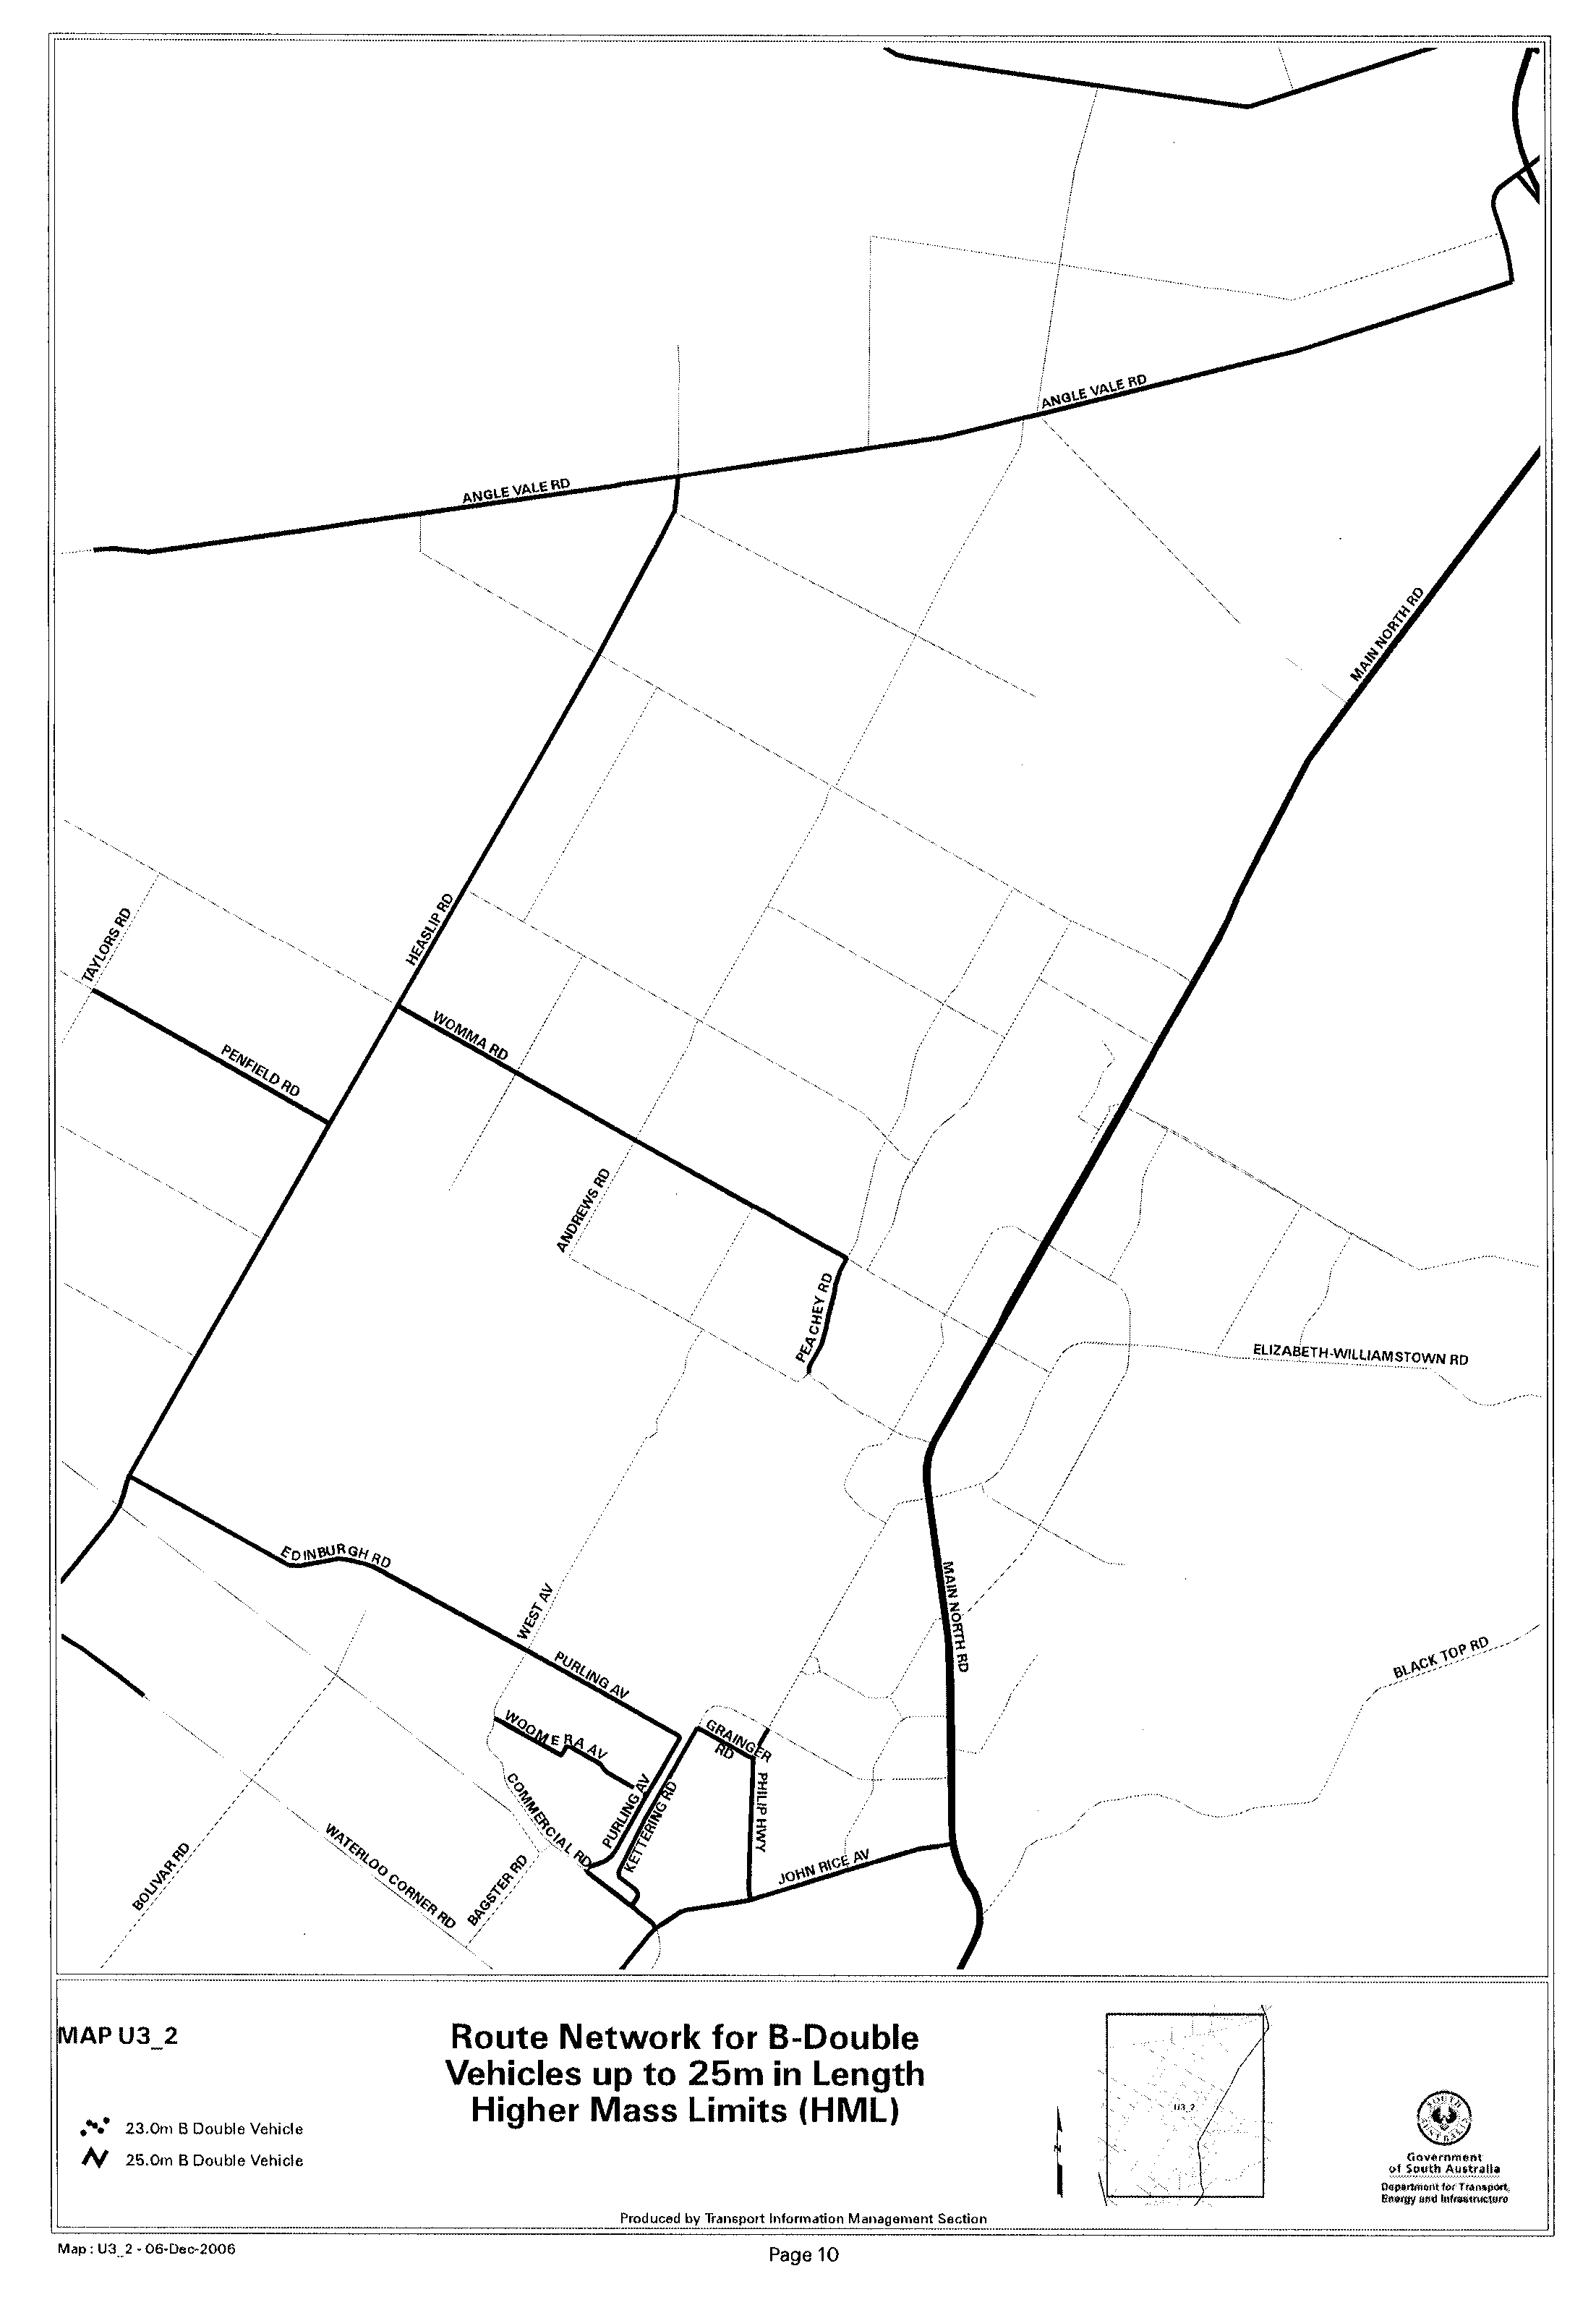 ANGLE VALE RD
ANGLE VALE RD
MAIN NORTH RD
HEASLIP RD
TAYLORS RD
WOMMA RD
PENFIELD RD
ANDREWS RD
PEACHEY RD
ELIZABETH-WILLIAMSTOWN RD
EDINBURGH RD
WEST AV
MAIN NORTH RD
PURLING AV
BLACK TOP RD
WOOMERA AV
GRAINGER
RD
PURLING AV
KETTERING RD
PHILIP HWY
COMMERCIAL RD
JOHN RICE AV
BOLIVAR RD
WATERLOO CORNER RD
BAGSTER RD
MAP U3_2
Route Network for B-Double
Vehicles up to 25m in Length
Higher Mass Limits (HML)
23.0m B Double Vehicle
25.0m B Double Vehicle
N
U3_2
SOUTH
AUSTRALIA
Government
of South Australia
Department for Transport,
Energy and Infrastructure
Produced by Transport Information Management Section
Map : U3_2 - 06-Dec-2006
Page 10